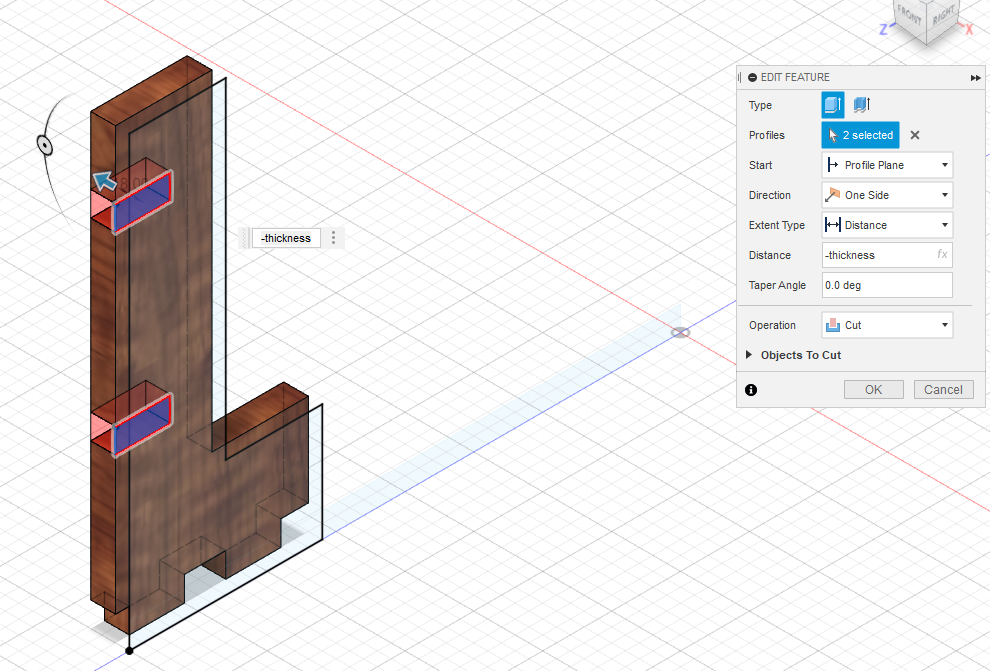 FRONT
RIGHT
Z
X
EDIT FEATURE
Type
Profiles
2 selected
Start
Profile Plane
Direction
One Side
Extent Type
Distance
Distance
-thickness
fx
Taper Angle
0.0 deg
Operation
Cut
Objects To Cut
OK
Cancel
-thickness